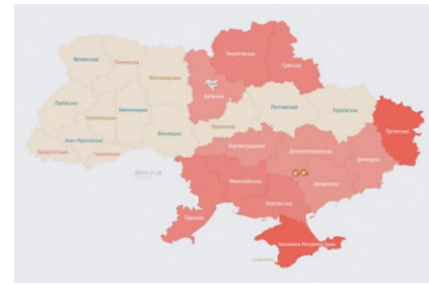 Чернігівська
Сумська
Волинська
Рівненська
Житомирська
Київська
Львівська
Полтавська
Харківська
Тернопільська
Хмельницька
Луганська
Черкаська
Вінницька
Івано-Франківська
Кіровоградська
Дніпропетровська
Закарпатська
Чернівецька
Донецька
Миколаївська
Запорізька
Одеська
Херсонська
Автономна Республіка Крим